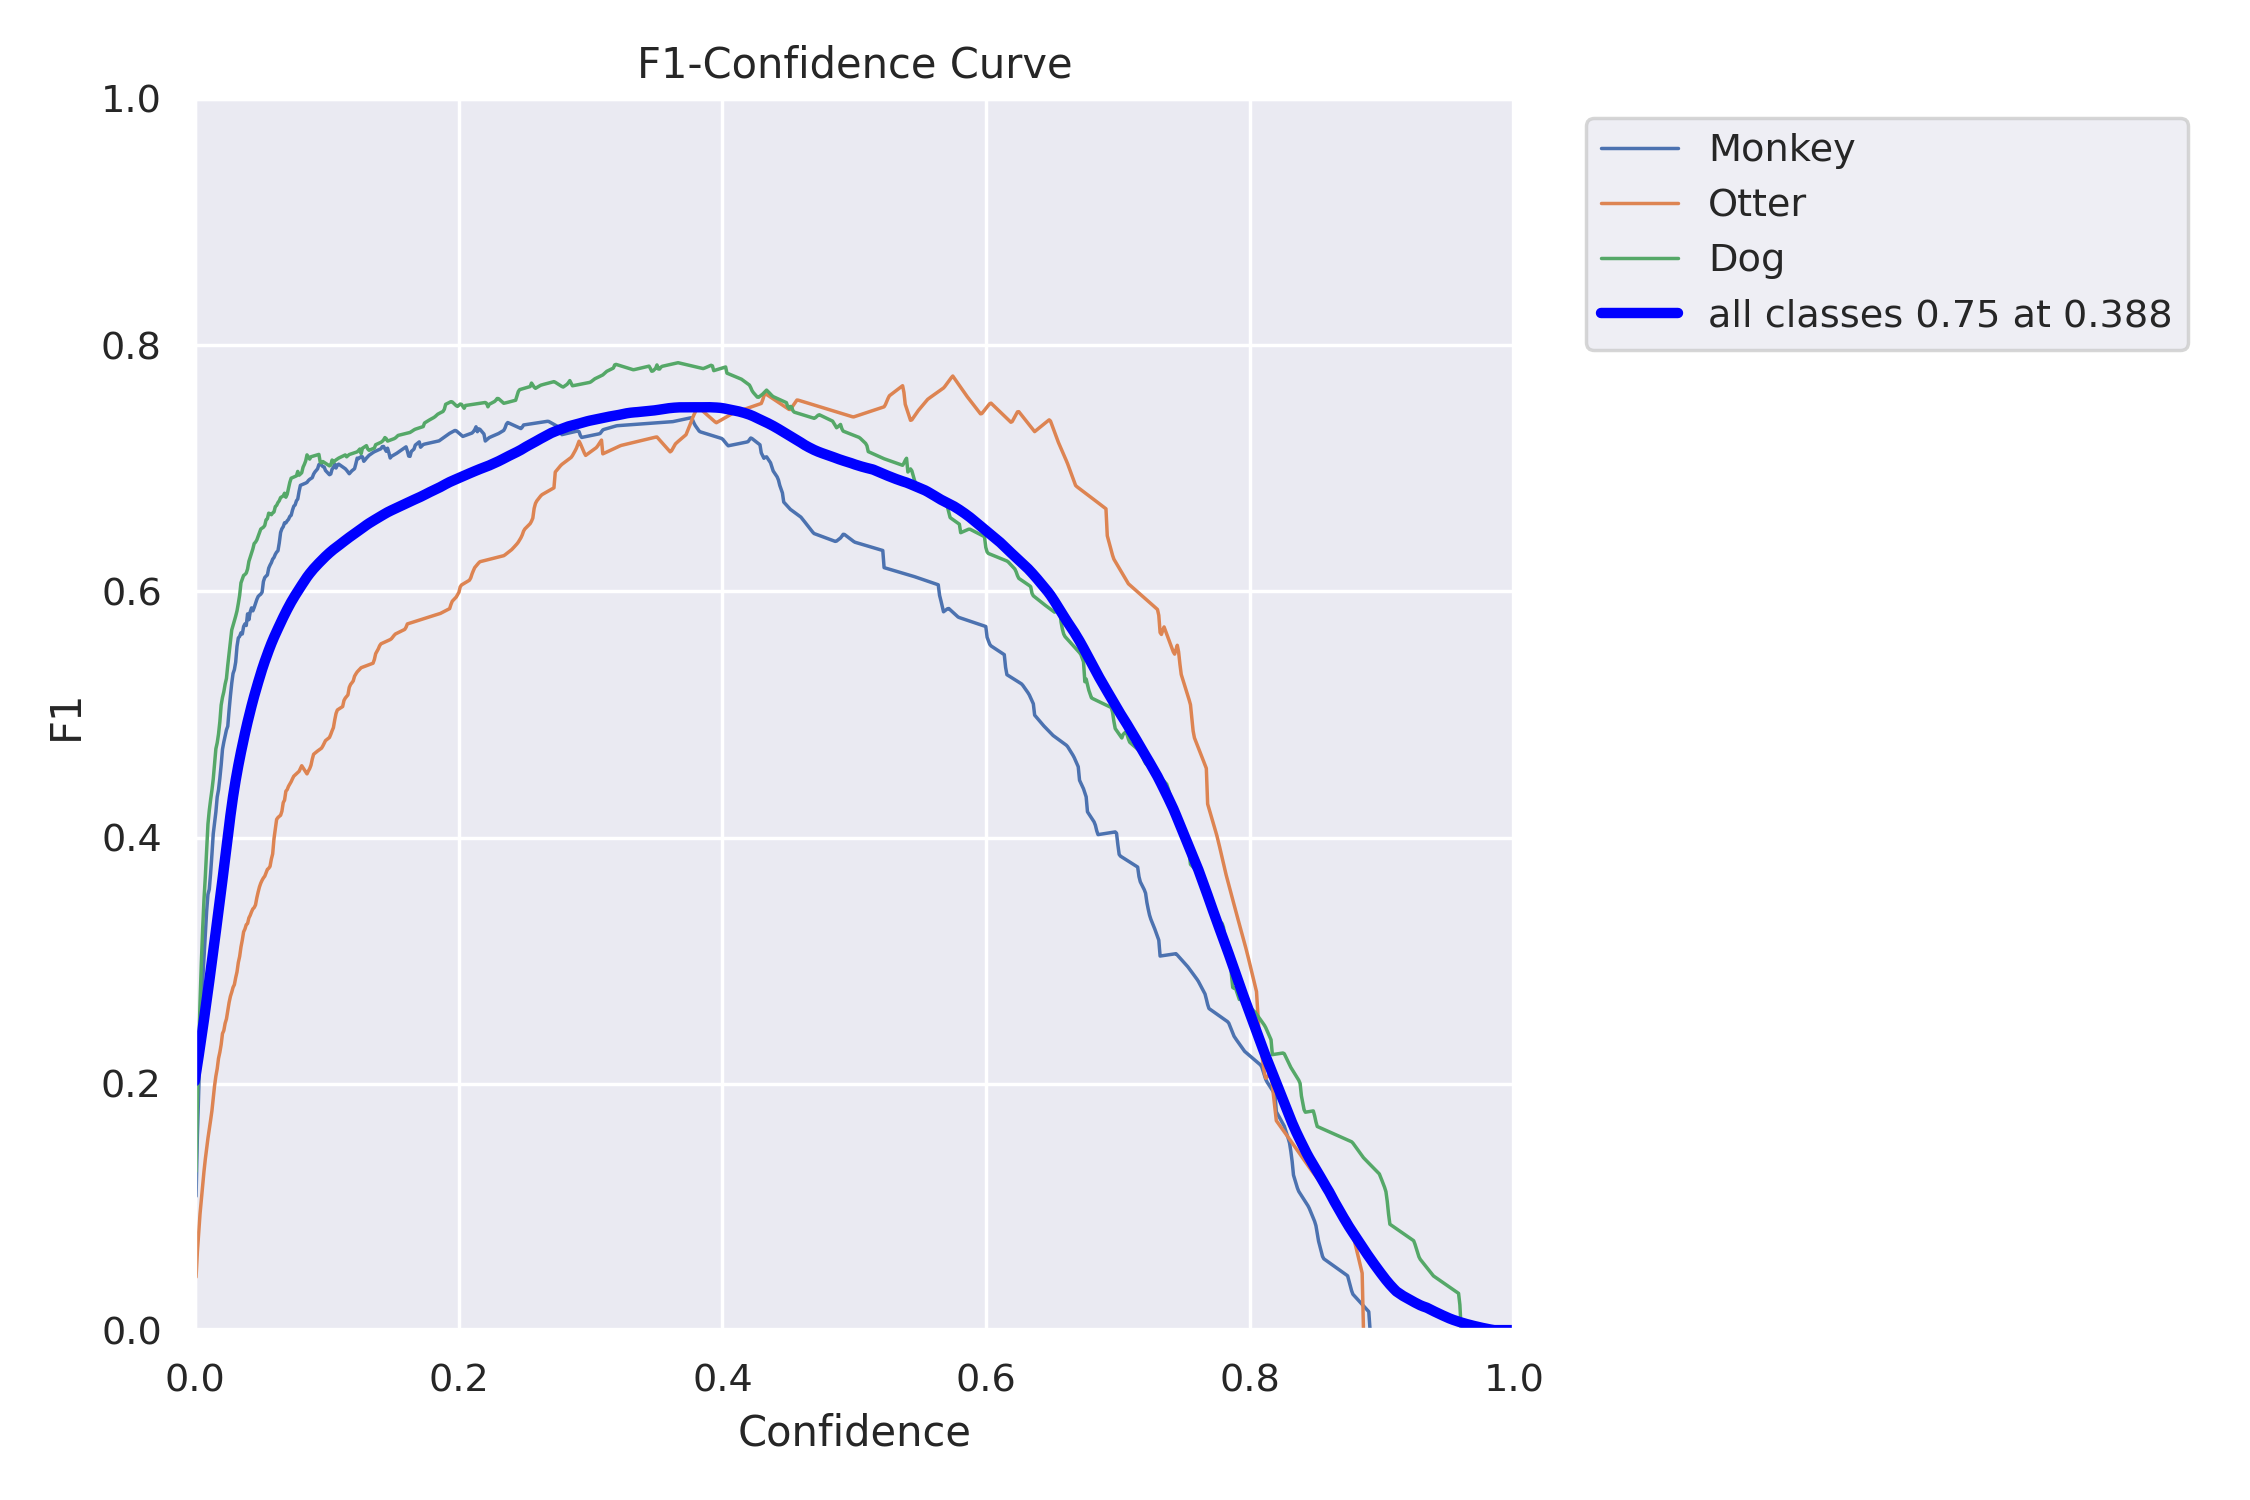 F1-Confidence Curve
1.0
0.8
0.6
0.4
0.2
0.0
F1
0.0 0.2 0.4 0.6 0.8 1.0
Confidence
Monkey
Otter
Dog
all classes 0.75 at 0.388